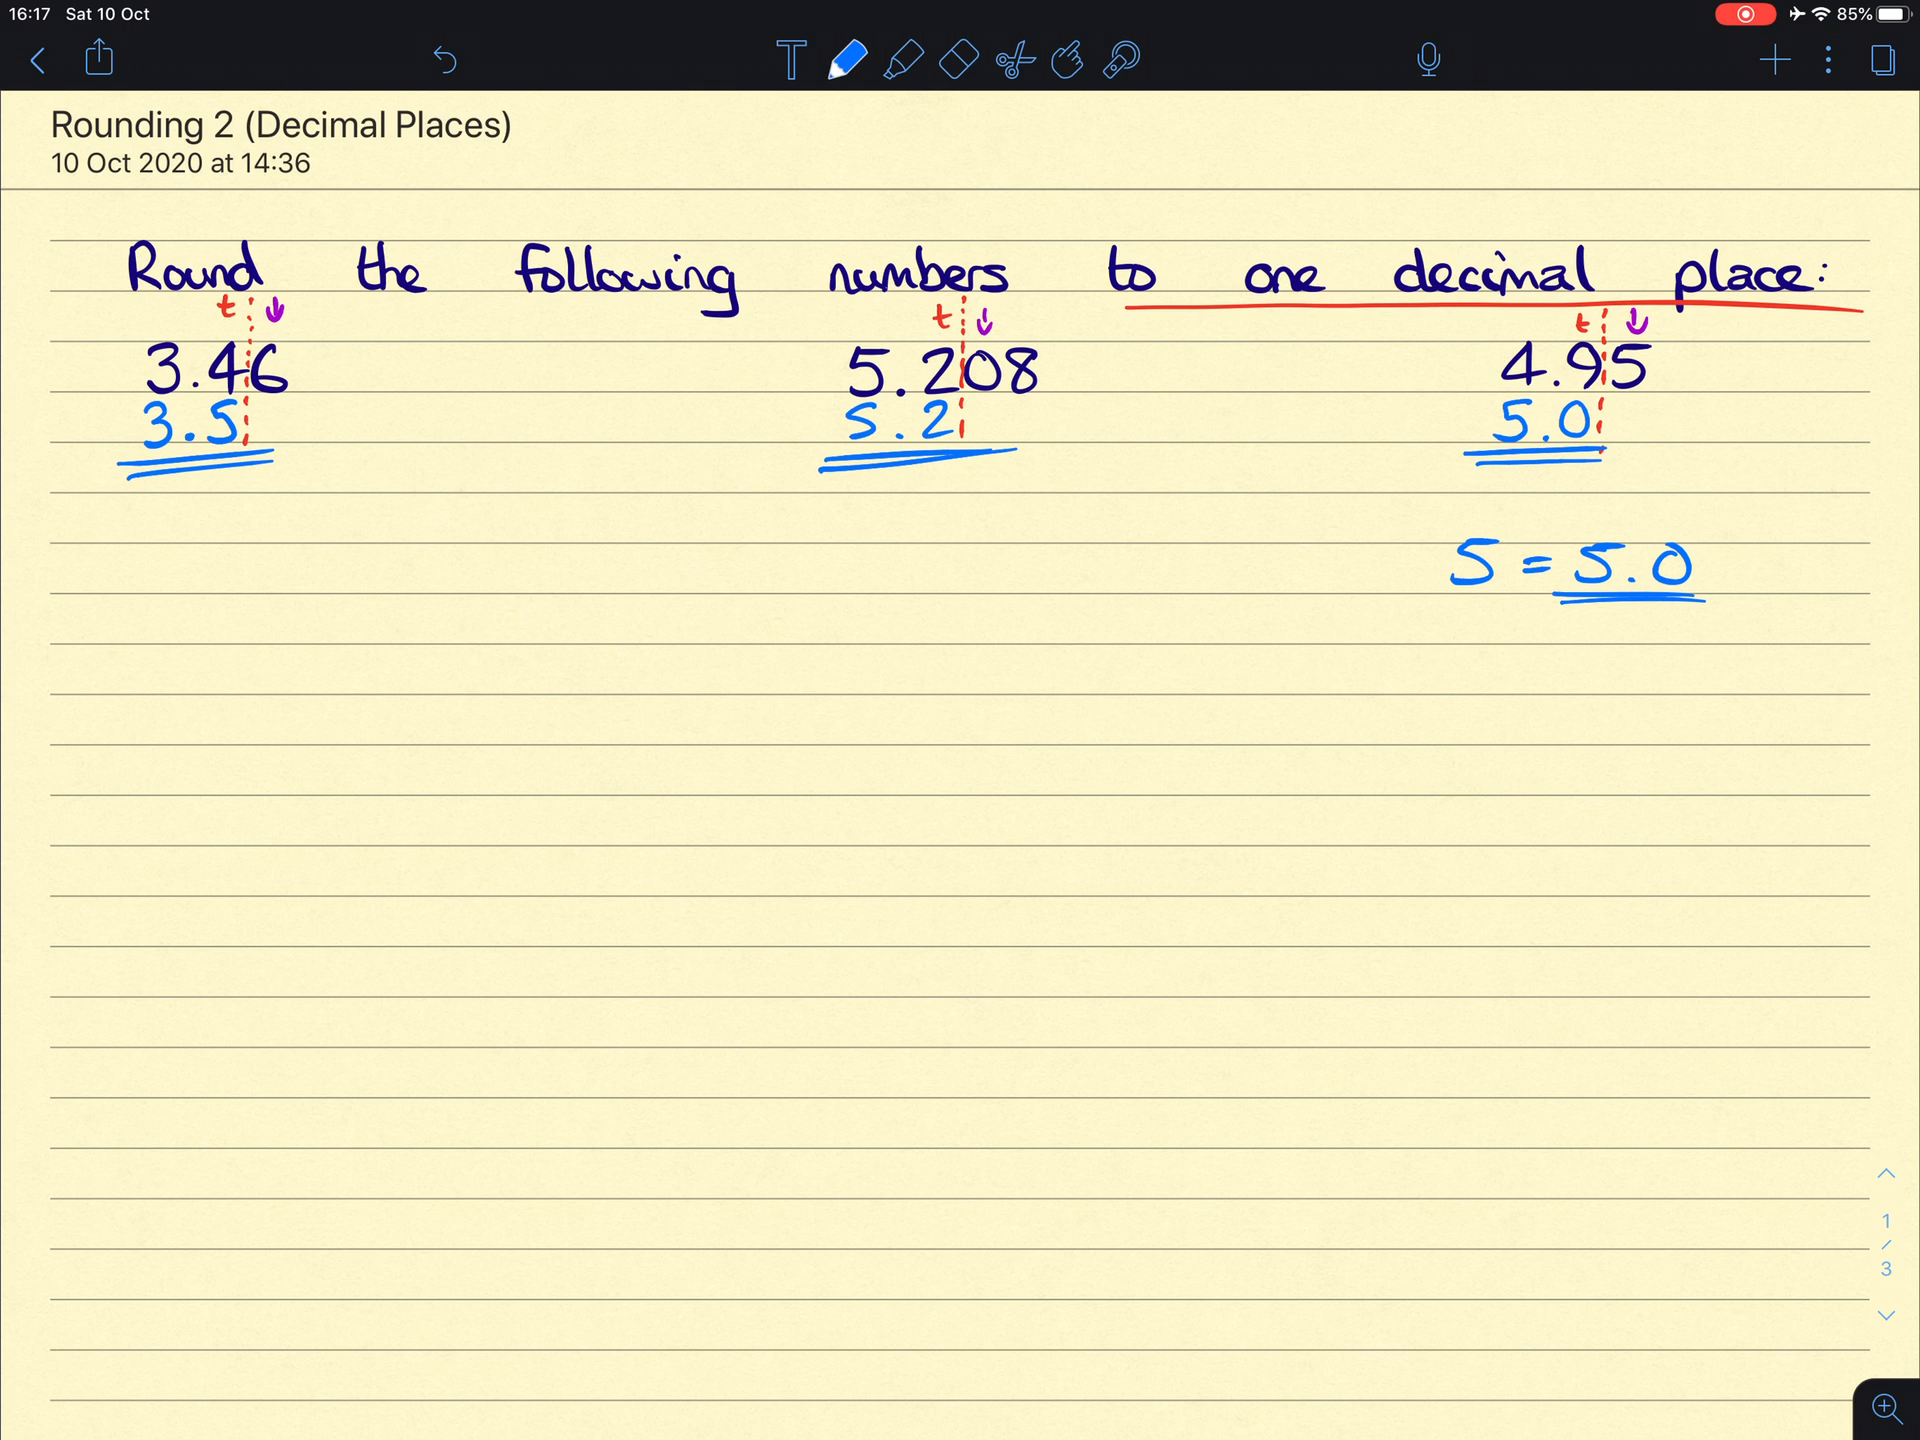 16:17 Sat 10 Oct 85%
Rounding 2 (Decimal Places)
10 Oct 2020 at 14:36
Round the following numbers to one decimal place:
t t t
3.46 5.208 4.95
3.5 5.2 5.0
5 = 5.0
1
/
3